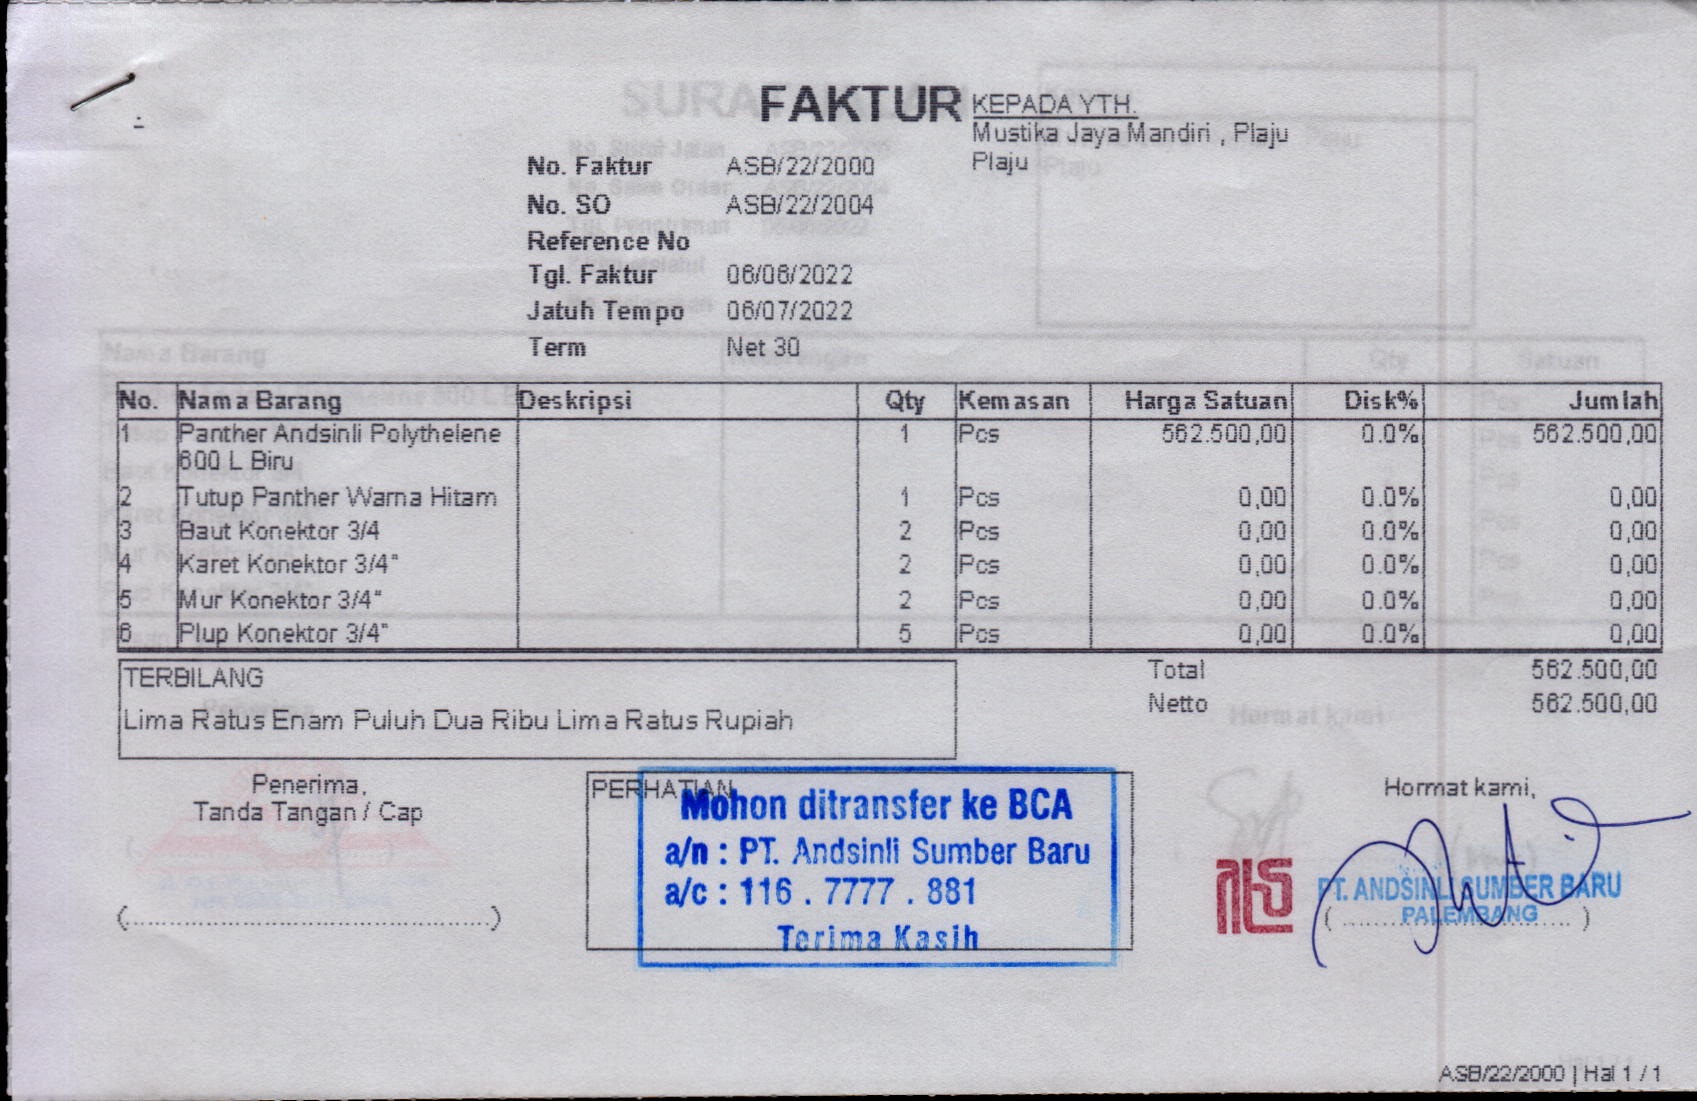 FAKTUR
KEPADA YTH.
Mustika Jaya Mandiri , Plaju
Plaju
No. Faktur ASB/22/2000
No. SO ASB/22/2004
Reference No
Tgl. Faktur 06/06/2022
Jatuh Tempo 06/07/2022
Term Net 30
No. Nama Barang Deskripsi Qty Kemasan Harga Satuan Disk% Jumlah
1 Panther Andsinli Polythelene 1 Pcs 562.500,00 0.0% 562.500,00
600 L Biru
2 Tutup Panther Warna Hitam 1 Pcs 0,00 0.0% 0,00
3 Baut Konektor 3/4 2 Pcs 0,00 0.0% 0,00
4 Karet Konektor 3/4" 2 Pcs 0,00 0.0% 0,00
5 Mur Konektor 3/4" 2 Pcs 0,00 0.0% 0,00
6 Plup Konektor 3/4" 5 Pcs 0,00 0.0% 0,00
Total 562.500,00
Netto 562.500,00
TERBILANG
Lima Ratus Enam Puluh Dua Ribu Lima Ratus Rupiah
Penerima,
Tanda Tangan / Cap
(..........................................)
PERHATIAN
Mohon ditransfer ke BCA
a/n : PT. Andsinli Sumber Baru
a/c : 116 . 7777 . 881
Terima Kasih
Hormat kami,
PT. ANDSINLI SUMBER BARU
PALEMBANG
(..........................)
ASB/22/2000 | Hal 1 / 1